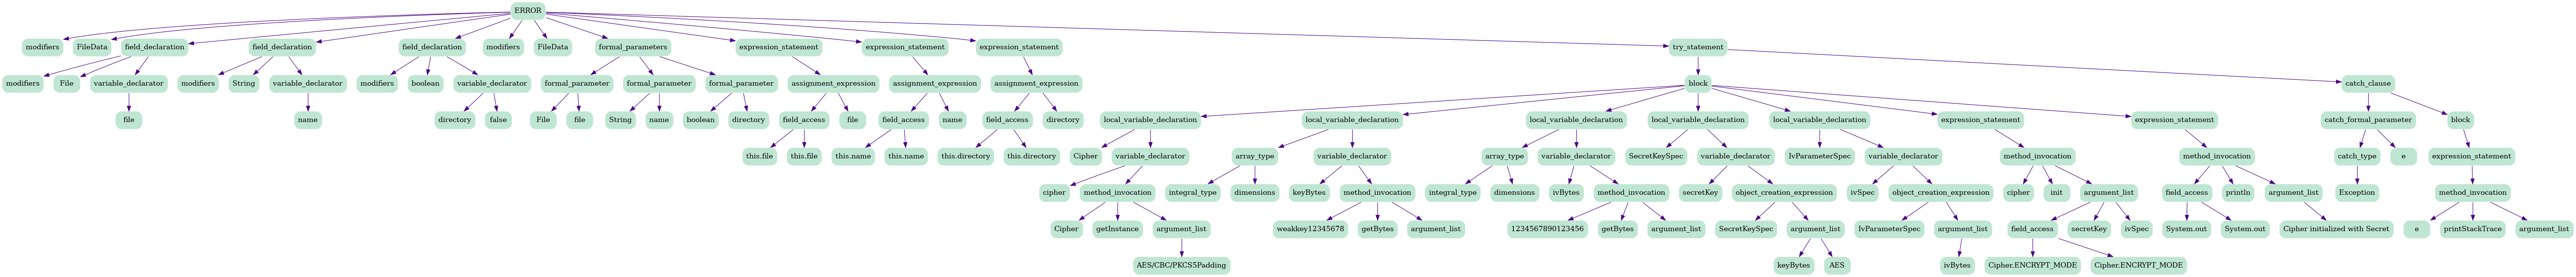 ERROR
modifiers FileData field_declaration field_declaration field_declaration modifiers FileData formal_parameters expression_statement expression_statement expression_statement try_statement
modifiers File variable_declarator modifiers String variable_declarator modifiers boolean variable_declarator formal_parameter formal_parameter formal_parameter assignment_expression assignment_expression assignment_expression block catch_clause
file name directory false File file String name boolean directory field_access file field_access name field_access directory local_variable_declaration local_variable_declaration local_variable_declaration local_variable_declaration local_variable_declaration expression_statement expression_statement catch_formal_parameter block
this.file this.file this.name this.name this.directory this.directory Cipher variable_declarator array_type variable_declarator array_type variable_declarator SecretKeySpec variable_declarator IvParameterSpec variable_declarator method_invocation method_invocation catch_type e expression_statement
cipher method_invocation integral_type dimensions keyBytes method_invocation integral_type dimensions ivBytes method_invocation secretKey object_creation_expression ivSpec object_creation_expression cipher init argument_list field_access println argument_list Exception method_invocation
Cipher getInstance argument_list weakkey12345678 getBytes argument_list 1234567890123456 getBytes argument_list SecretKeySpec argument_list IvParameterSpec argument_list field_access secretKey ivSpec System.out System.out Cipher initialized with Secret e printStackTrace argument_list
AES/CBC/PKCS5Padding keyBytes AES ivBytes Cipher.ENCRYPT_MODE Cipher.ENCRYPT_MODE